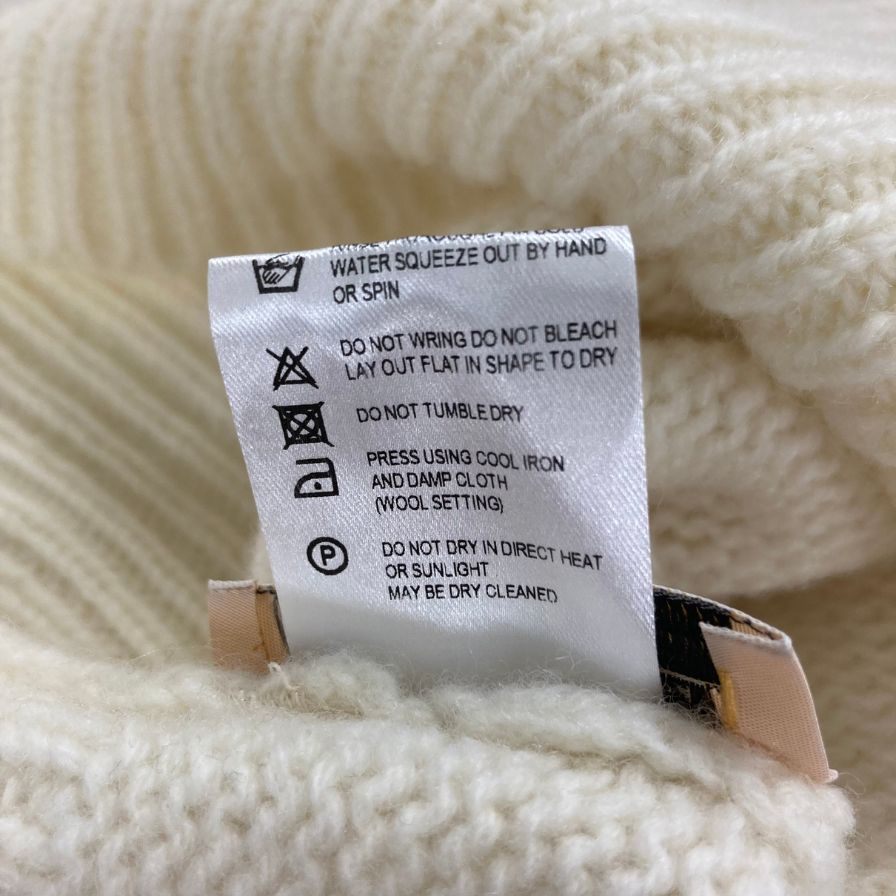 WATER SQUEEZE OUT BY HAND
OR SPIN
DO NOT WRING DO NOT BLEACH
LAY OUT FLAT IN SHAPE TO DRY
DO NOT TUMBLE DRY
PRESS USING COOL IRON
AND DAMP CLOTH
(WOOL SETTING)
P
DO NOT DRY IN DIRECT HEAT
OR SUNLIGHT
MAY BE DRY CLEANED